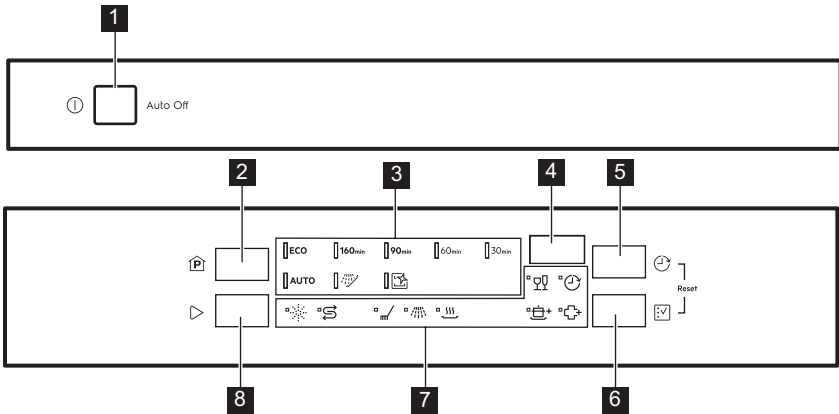 1
Auto Off
2 3 4 5
ECO 160min 90min 60min 30min
P
AUTO
Reset
8 7 6